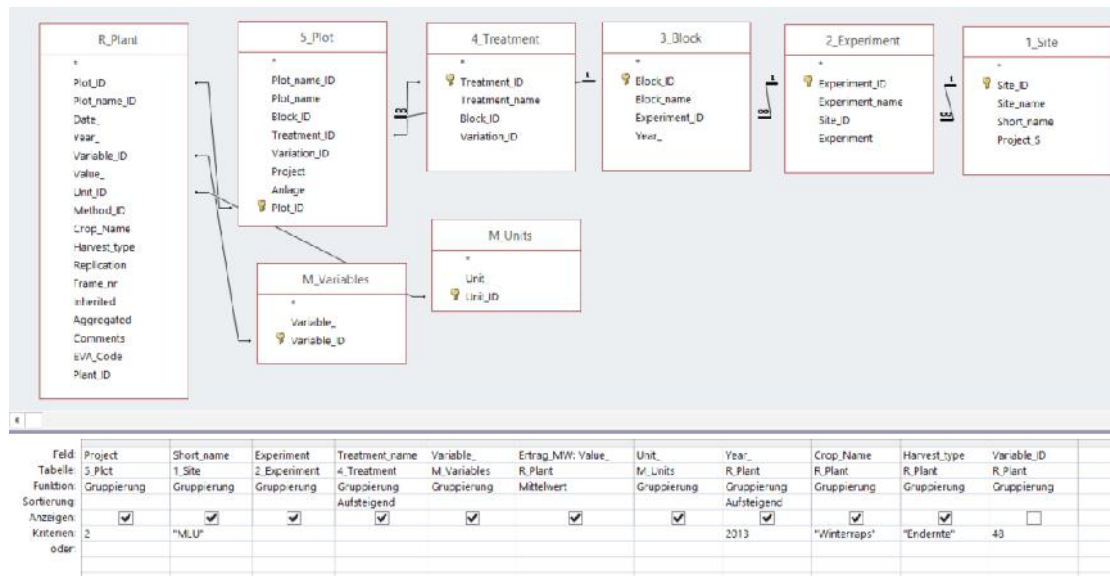 R_Plant
*
Plot_ID
Plot_name_ID
Date_
Year_
Variable_ID
Value_
Unit_ID
Method_ID
Crop_Name
Harvest_type
Replication
Frame_nr
Inherited
Aggregated
Comments
EVA_Code
Plant_ID
5_Plot
*
Plot_name_ID
Plot_name
Block_ID
Treatment_ID
Variation_ID
Project
Anlage
Plot_ID
4_Treatment
*
Treatment_ID
Treatment_name
Block_ID
Variation_ID
3_Block
*
Block_ID
Block_name
Experiment_ID
Year_
2_Experiment
*
Experiment_ID
Experiment_name
Site_ID
Experiment
1_Site
*
Site_ID
Site_name
Short_name
Project_S
M_Variables
*
Variable_
Variable_ID
M_Units
*
Unit_
Unit_ID
1
∞
1
∞
1
∞
Feld: Project Short_name Experiment Treatment_name Variable_ Ertrag_MW: Value_ Unit_ Year_ Crop_Name Harvest_type Variable_ID
Tabelle: 5_Plot 1_Site 2_Experiment 4_Treatment M_Variables R_Plant M_Units R_Plant R_Plant R_Plant R_Plant
Funktion: Gruppierung Gruppierung Gruppierung Gruppierung Gruppierung Mittelwert Gruppierung Gruppierung Gruppierung Gruppierung Gruppierung
Sortierung: Aufsteigend Aufsteigend
Anzeigen:
Kriterien: 2 "MLU" 2013 "Winterraps" "Endernte" 48
oder: